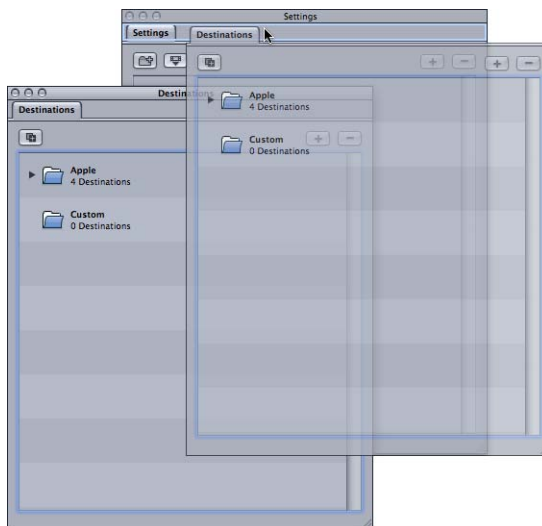 Settings
Settings
Destinations
Destinations
Destinations
Apple
4 Destinations
Custom
0 Destinations
Apple
4 Destinations
Custom
0 Destinations